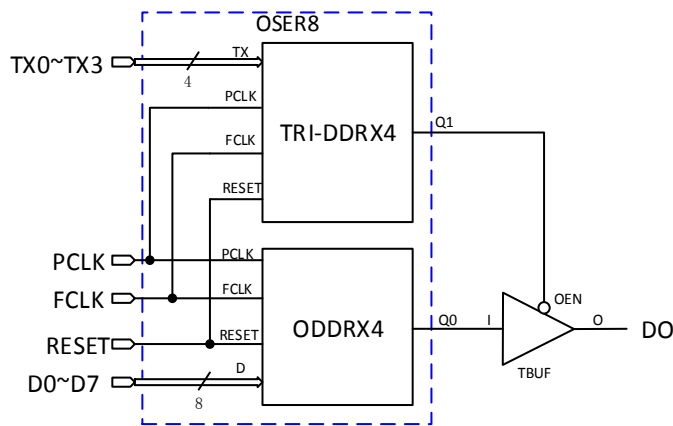 OSER8
TX0~TX3
4
TX
PCLK
FCLK
RESET
TRI-DDRX4
Q1
PCLK
FCLK
RESET
D0~D7
8
PCLK
FCLK
RESET
D
ODDRX4
Q0
I
OEN
O
DO
TBUF